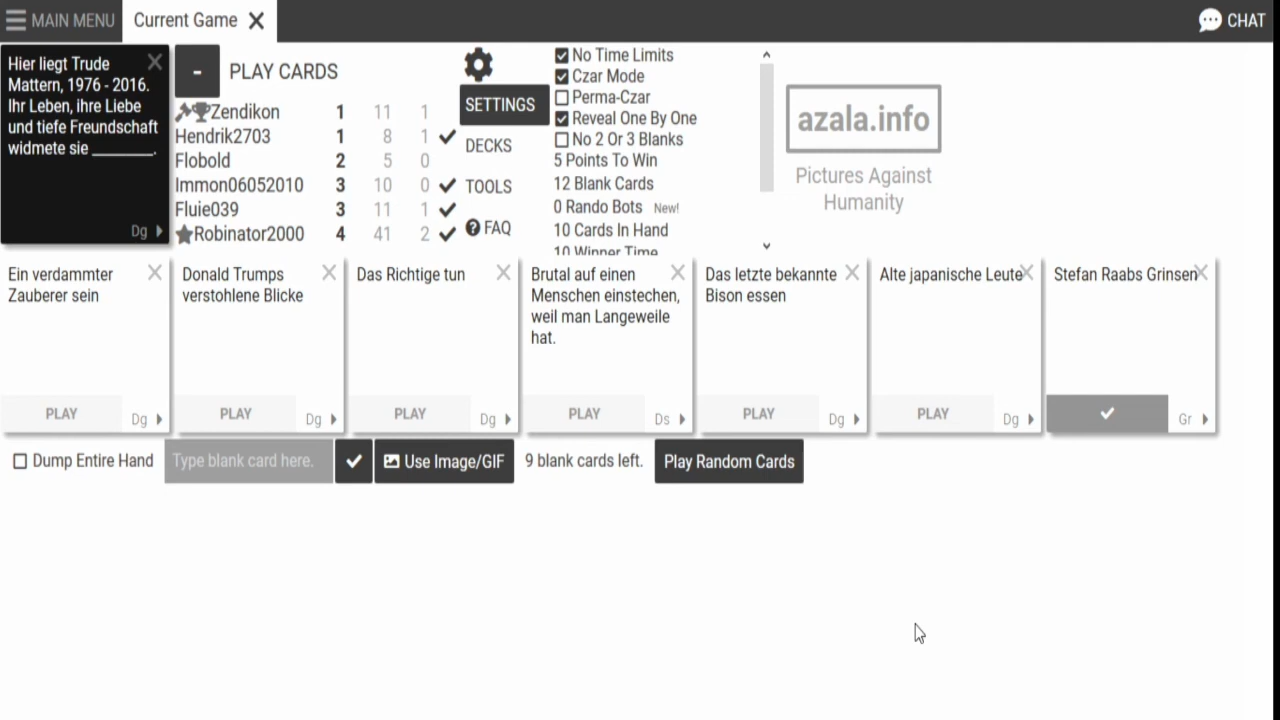 MAIN MENU
Current Game
CHAT
Hier liegt Trude
Mattern, 1976 - 2016.
Ihr Leben, ihre Liebe
und tiefe Freundschaft
widmete sie ________.
Dg
-
PLAY CARDS
Zendikon 1 11 1
Hendrik2703 1 8 1
Flobold 2 5 0
Immon06052010 3 10 0
Fluie039 3 11 1
Robinator2000 4 41 2
SETTINGS
DECKS
TOOLS
FAQ
No Time Limits
Czar Mode
Perma-Czar
Reveal One By One
No 2 Or 3 Blanks
5 Points To Win
12 Blank Cards
0 Rando Bots New!
10 Cards In Hand
10 Winner Time
azala.info
Pictures Against
Humanity
Ein verdammter
Zauberer sein
PLAY
Dg
Donald Trumps
verstohlene Blicke
PLAY
Dg
Das Richtige tun
PLAY
Dg
Brutal auf einen
Menschen einstechen,
weil man Langeweile
hat.
PLAY
Ds
Das letzte bekannte
Bison essen
PLAY
Dg
Alte japanische Leute
PLAY
Dg
Stefan Raabs Grinsen
Gr
Dump Entire Hand
Type blank card here.
Use Image/GIF
9 blank cards left.
Play Random Cards